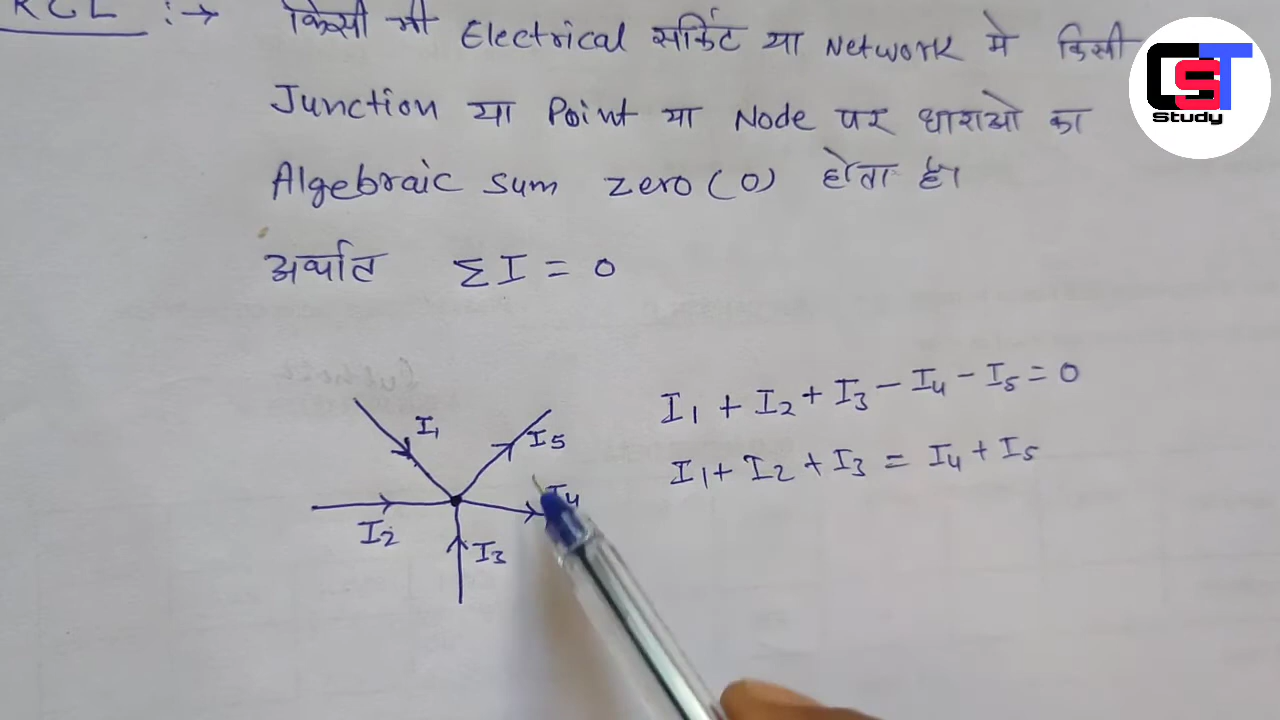 KCL :→ किसी भी Electrical सर्किट या Network मे किसी
Junction या Point या Node पर धाराओ का
Algebraic sum zero (0) होता है।
अर्थात ΣI = 0
I1 + I2 + I3 - I4 - I5 = 0
I1 + I2 + I3 = I4 + I5
I1
I5
I4
I2
I3
CST
Study